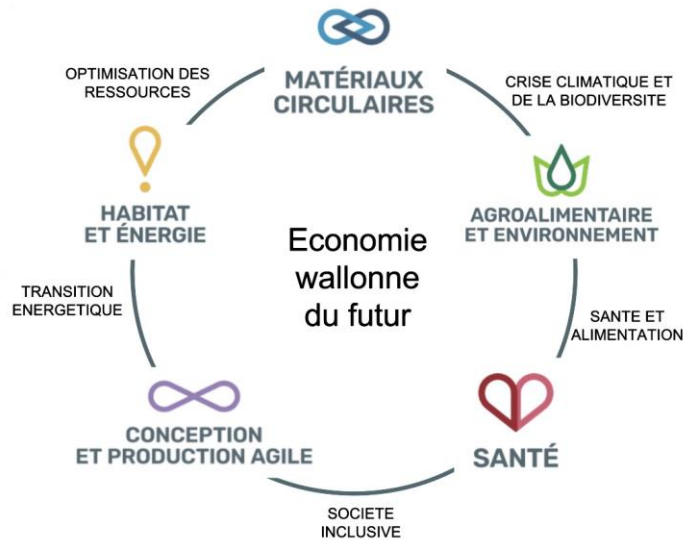 MATÉRIAUX
CIRCULAIRES
OPTIMISATION DES
RESSOURCES
CRISE CLIMATIQUE ET
DE LA BIODIVERSITE
HABITAT
ET ÉNERGIE
AGROALIMENTAIRE
ET ENVIRONNEMENT
Economie
wallonne
du futur
TRANSITION
ENERGETIQUE
SANTE ET
ALIMENTATION
CONCEPTION
ET PRODUCTION AGILE
SANTÉ
SOCIETE
INCLUSIVE